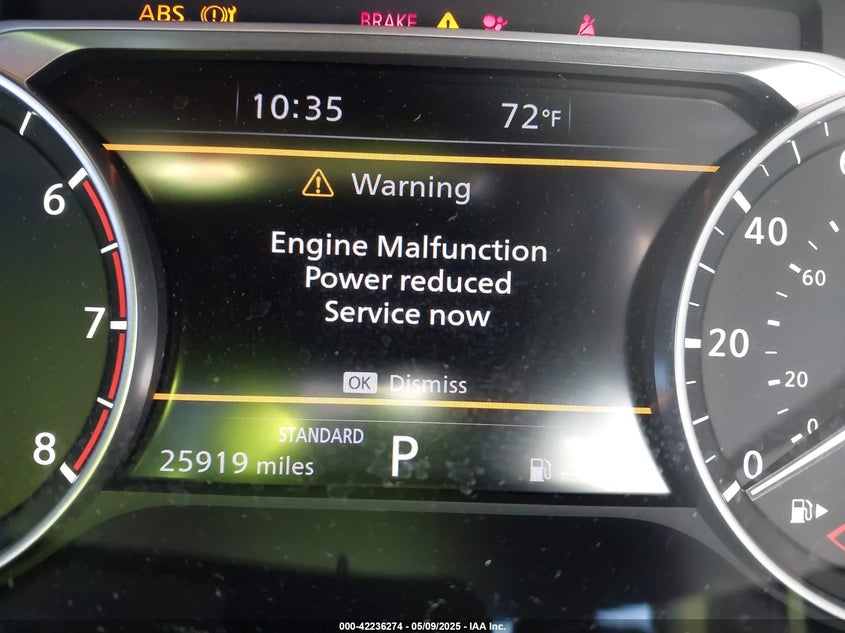 ABS
BRAKE
10:35
72°F
Warning
Engine Malfunction
Power reduced
Service now
OK Dismiss
STANDARD
25919 miles
P
6
7
8
40
60
20
20
0
0
000-42236274 - 05/09/2025 - IAA Inc.